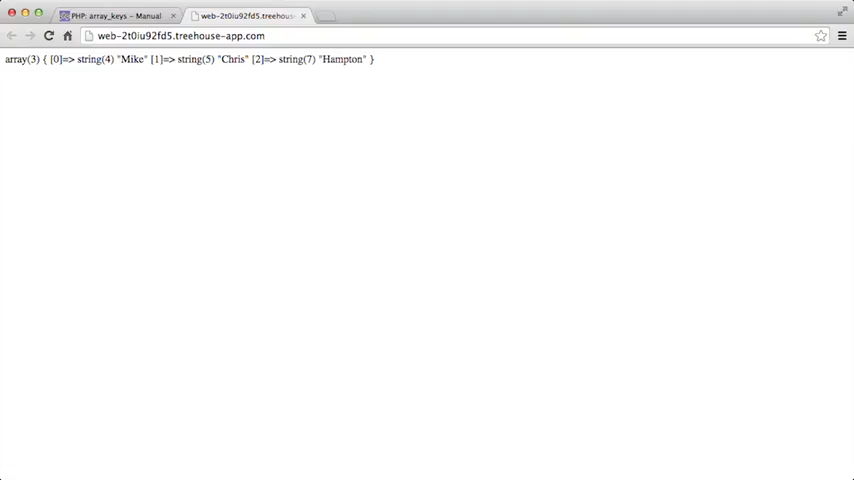 PHP: array_keys – Manual
web-2t0iu92fd5.treehouse
web-2t0iu92fd5.treehouse-app.com
array(3) { [0]=> string(4) "Mike" [1]=> string(5) "Chris" [2]=> string(7) "Hampton" }